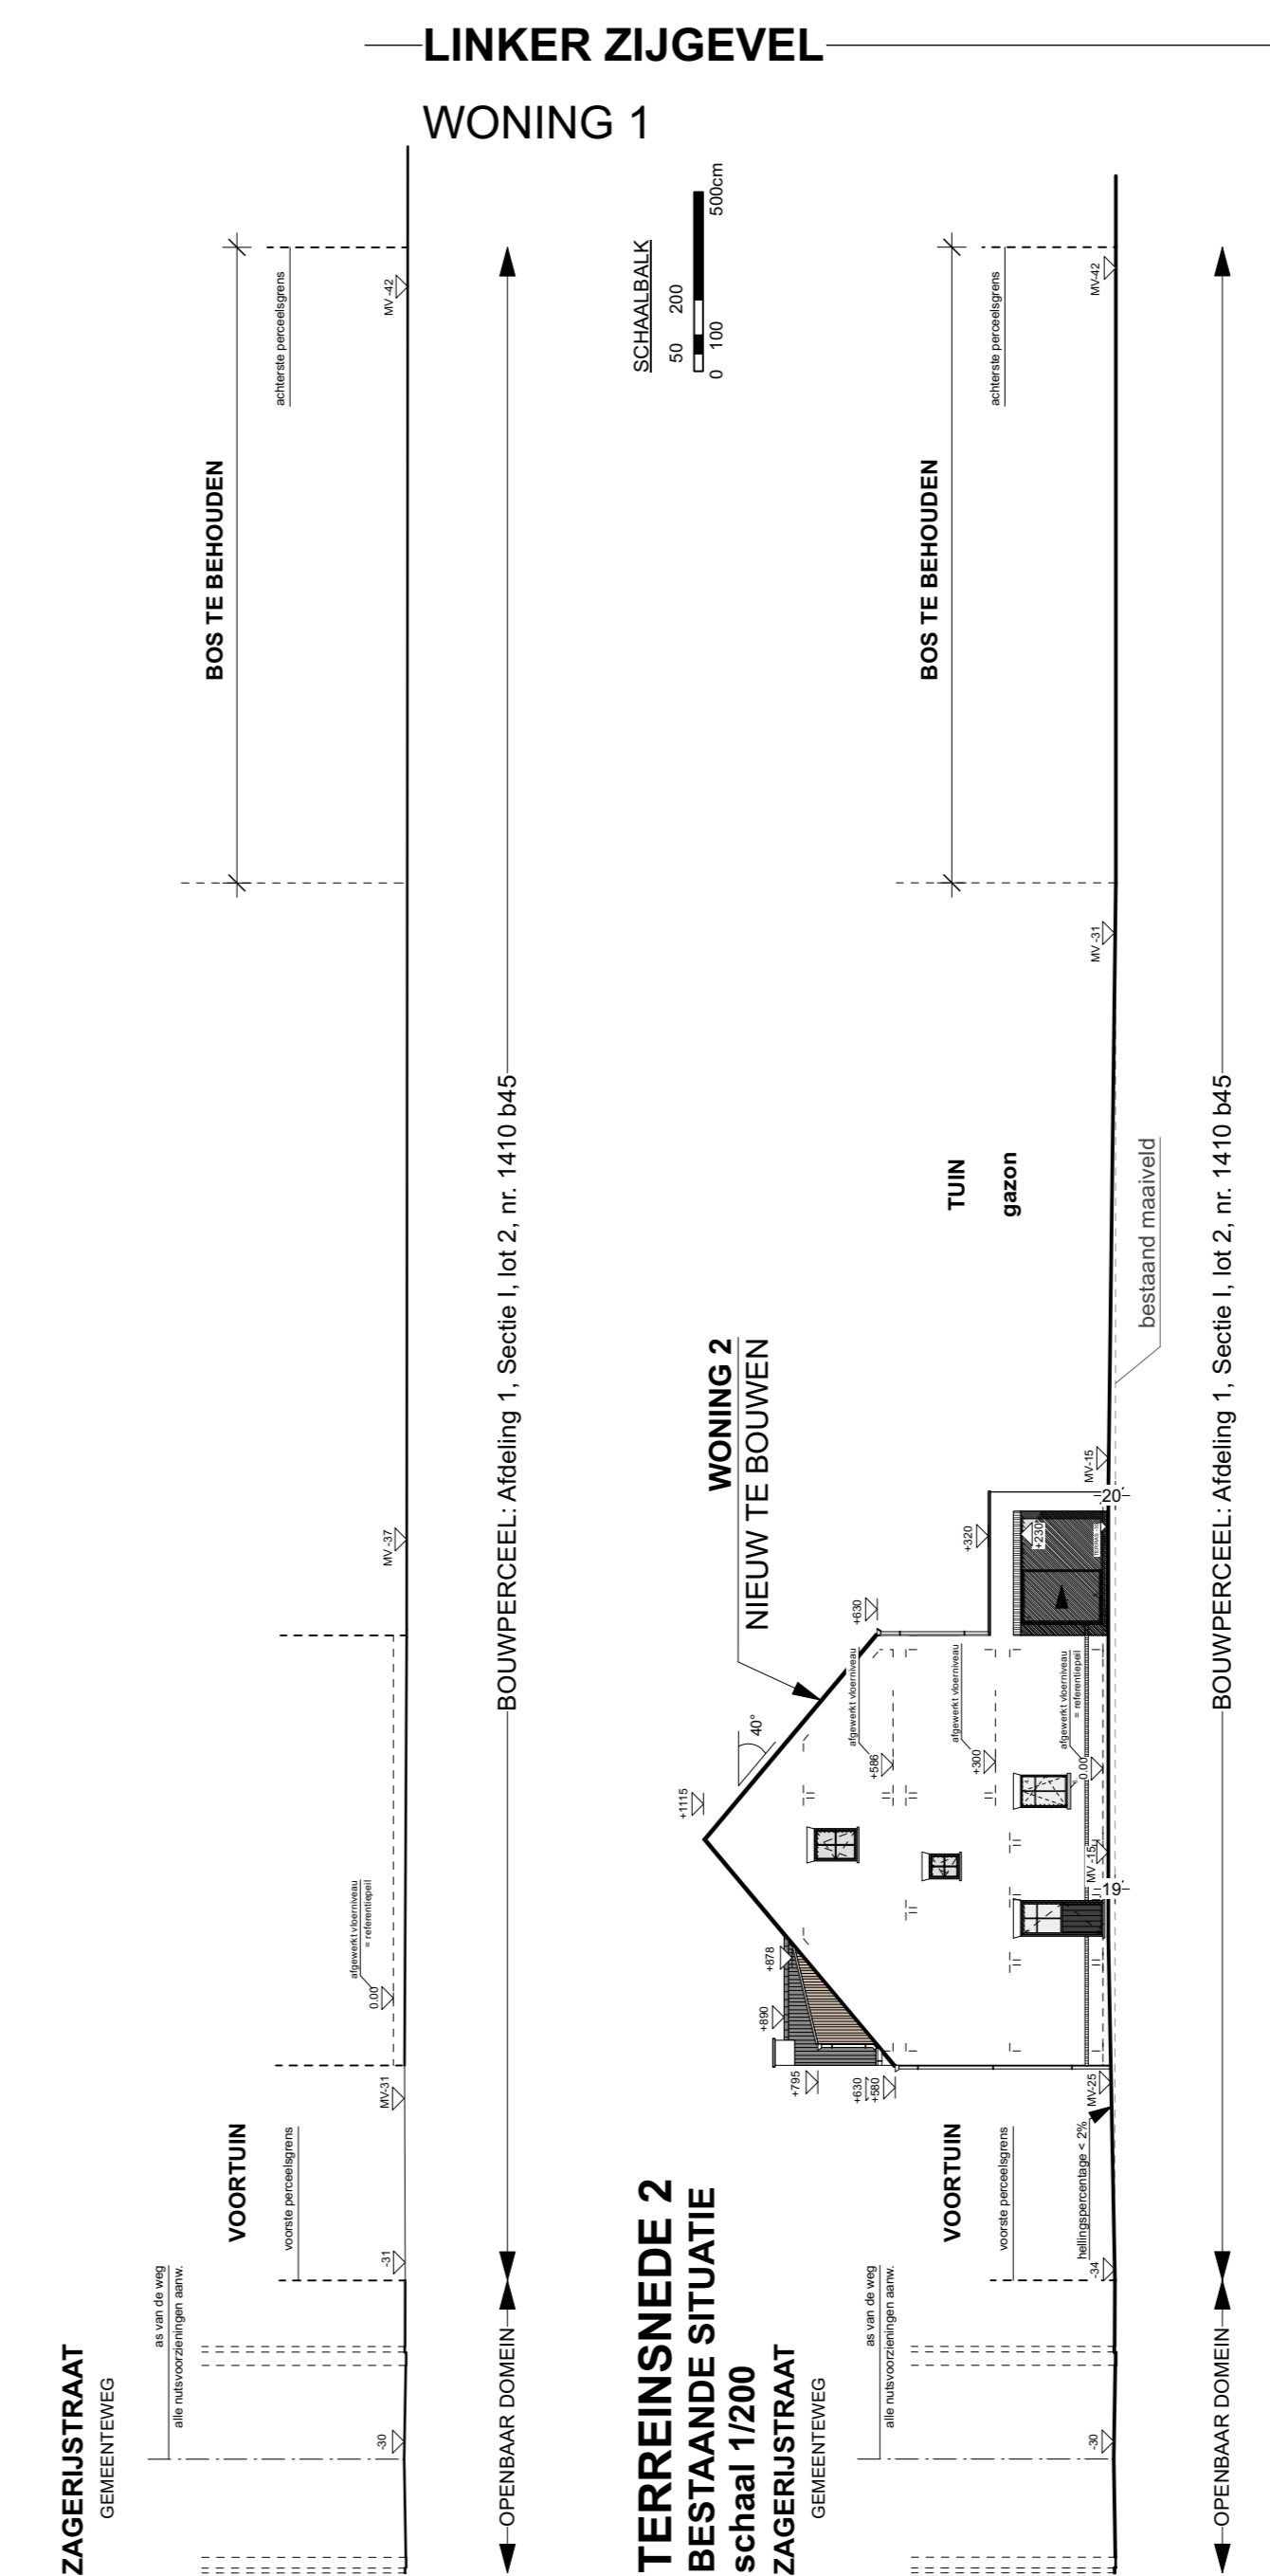 LINKER ZIJGEVEL
WONING 1
ZAGERIJSTRAAT
GEMEENTEWEG
as van de weg
alle nutsvoorzieningen aanw.
-30
-31
voorste perceelsgrens
VOORTUIN
MV-31
0.00
afgewerkt vloerniveau
= referentiepeil
MV -37
BOS TE BEHOUDEN
achterste perceelsgrens
MV -42
OPENBAAR DOMEIN
BOUWPERCEEL: Afdeling 1, Sectie I, lot 2, nr. 1410 b45
SCHAALBALK
50 200
0 100 500cm
TERREINSNEDE 2
BESTAANDE SITUATIE
schaal 1/200
ZAGERIJSTRAAT
GEMEENTEWEG
as van de weg
alle nutsvoorzieningen aanw.
-30
-34
voorste perceelsgrens
VOORTUIN
hellingspercentage < 2%
MV-25
+795
+630
+580
+890
+878
+1115
40°
WONING 2
NIEUW TE BOUWEN
+630
+320
+586
afgewerkt vloerniveau
+300
afgewerkt vloerniveau
0.00
afgewerkt vloerniveau
= referentiepeil
MV -15
19
+230
20
MV-15
TUIN
gazon
bestaand maaiveld
MV -31
BOS TE BEHOUDEN
achterste perceelsgrens
MV-42
OPENBAAR DOMEIN
BOUWPERCEEL: Afdeling 1, Sectie I, lot 2, nr. 1410 b45